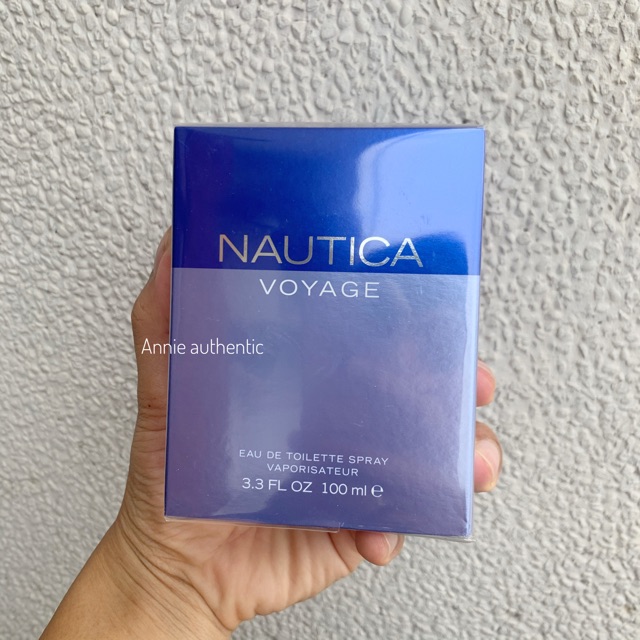 NAUTICA
VOYAGE
Annie authentic
EAU DE TOILETTE SPRAY
VAPORISATEUR
3.3 FL OZ 100 ml ℮